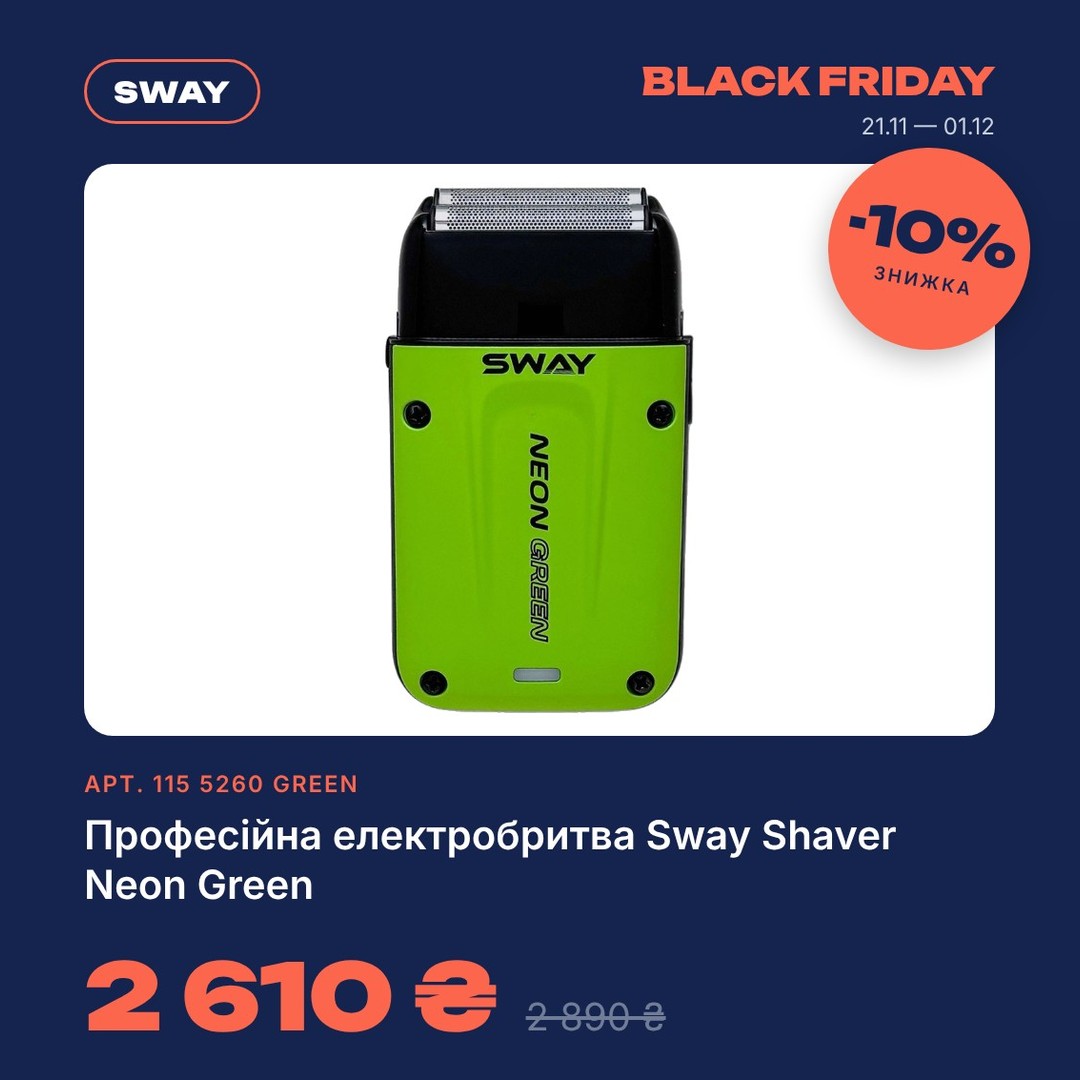 SWAY
BLACK FRIDAY
21.11 — 01.12
-10%
ЗНИЖКА
SWAY
NEON GREEN
АРТ. 115 5260 GREEN
Професійна електробритва Sway Shaver
Neon Green
2 610 ₴ 2 890 ₴